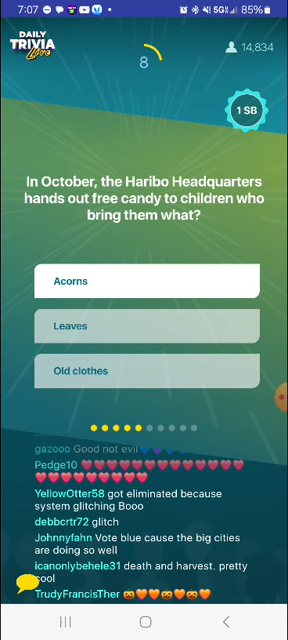 7:07
5G
85%
DAILY
TRIVIA
Live
8
14,834
1 SB
In October, the Haribo Headquarters
hands out free candy to children who
bring them what?
Acorns
Leaves
Old clothes
gazooo Good not evil
Pedge10
YellowOtter58 got eliminated because
system glitching Booo
debbcrtr72 glitch
Johnnyfahn Vote blue cause the big cities
are doing so well
icanonlybehele31 death and harvest. pretty
cool
TrudyFrancisTher